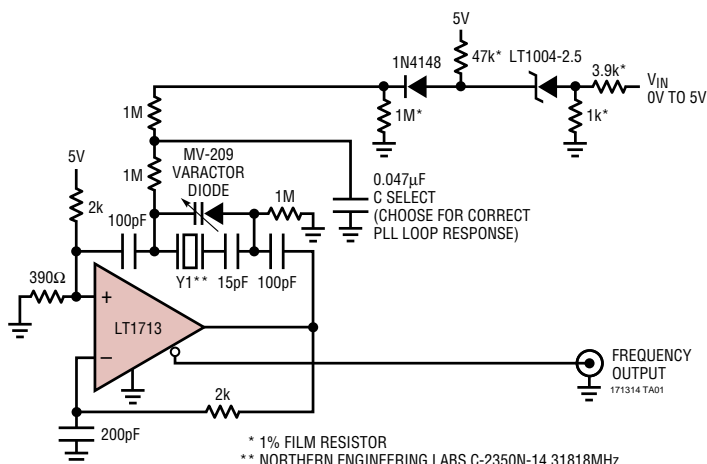 5V
1N4148
47k*
LT1004-2.5
3.9k*
VIN
0V TO 5V
1M
1M*
1k*
5V
MV-209
VARACTOR
DIODE
1M
2k
100pF
1M
0.047µF
C SELECT
(CHOOSE FOR CORRECT
PLL LOOP RESPONSE)
Y1**
15pF
100pF
390Ω
+
LT1713
–
FREQUENCY
OUTPUT
171314 TA01
2k
200pF
* 1% FILM RESISTOR
** NORTHERN ENGINEERING LABS C-2350N-14.31818MHz